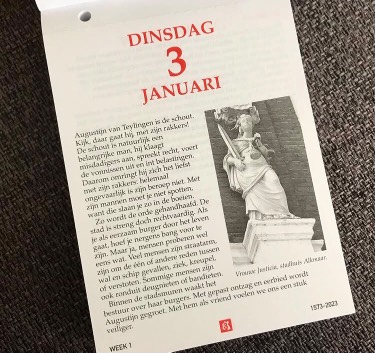 DINSDAG
3
JANUARI
Augustijn van Teylingen is de schout.
Kijk, daar gaat hij, met zijn rakkers!
De schout is natuurlijk een
belangrijke man, hij klaagt
misdadigers aan, spreekt recht, voert
de vonnissen uit en int belastingen.
Daarom omringt hij zich het liefst
met zijn rakkers: helemaal
ongevaarlijk is zijn beroep niet. Met
zijn mannen moet je niet spotten,
want die slaan je zo in de boeien.
Zo wordt de orde gehandhaafd. De
stad is streng doch rechtvaardig. Als
je als eerzaam burger door het leven
gaat, hoef je nergens bang voor te
zijn. Maar ja, mensen proberen wel
eens wat. Veel mensen zijn straatarm,
zijn om de één of andere reden tussen
wal en schip gevallen, ziek, kreupel,
of verstoten. Sommige mensen zijn
ook ronduit deugnieten of bandieten.
Binnen de stadsmuren waakt het
bestuur over haar burgers. Met gepast ontzag en eerbied wordt
Augustijn gegroet. Met hem als vriend voelen we ons een stuk
veiliger.
Vrouwe Justitia, stadhuis Alkmaar.
WEEK 1
1573-2023